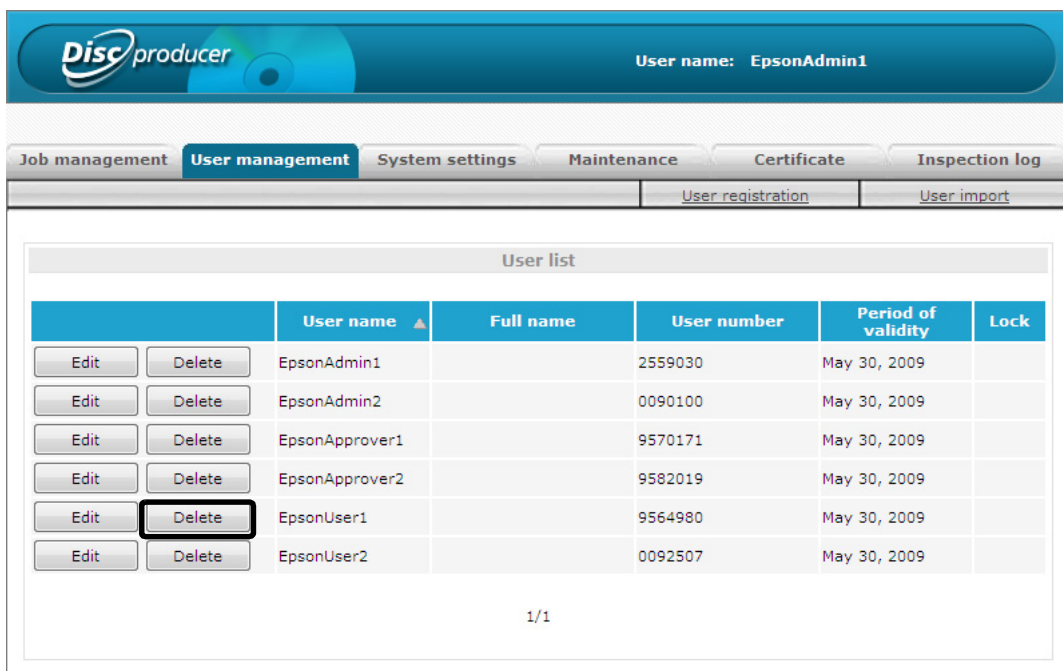 Disc producer
User name: EpsonAdmin1
Job management User management System settings Maintenance Certificate Inspection log
User registration User import
User list
User name Full name User number Period of validity Lock
Edit Delete EpsonAdmin1 2559030 May 30, 2009
Edit Delete EpsonAdmin2 0090100 May 30, 2009
Edit Delete EpsonApprover1 9570171 May 30, 2009
Edit Delete EpsonApprover2 9582019 May 30, 2009
Edit Delete EpsonUser1 9564980 May 30, 2009
Edit Delete EpsonUser2 0092507 May 30, 2009
1/1